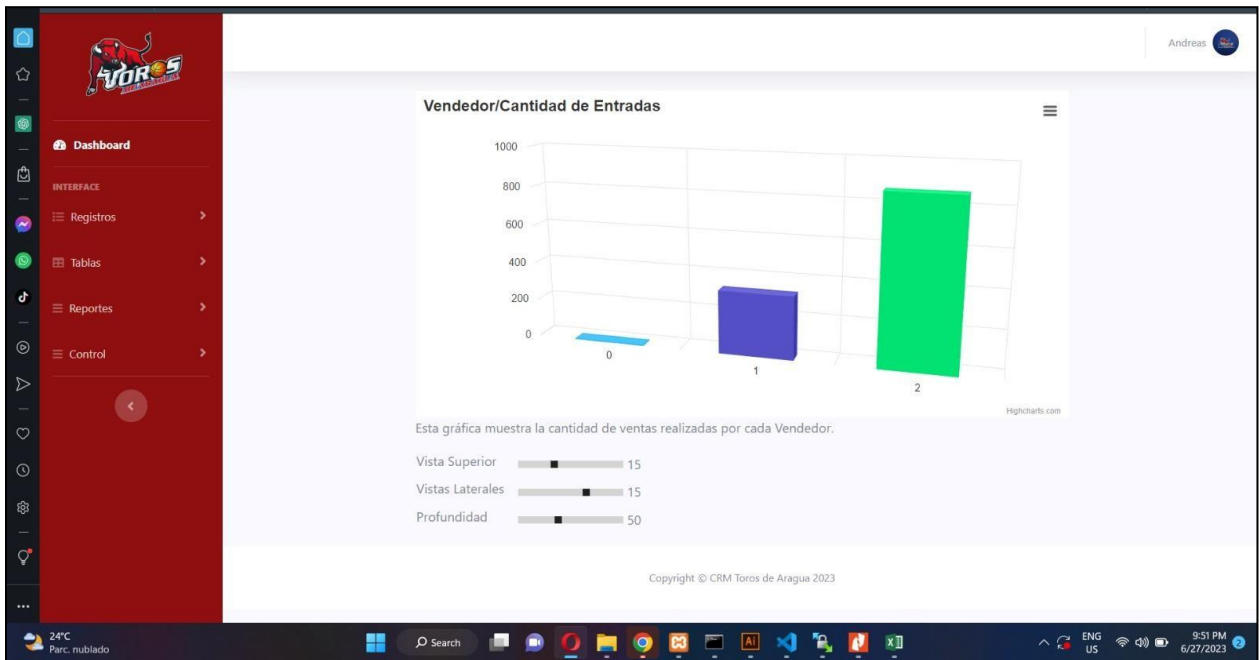 TOROS
Andreas
Dashboard
INTERFACE
Registros
Tablas
Reportes
Control
Vendedor/Cantidad de Entradas
1000
800
600
400
200
0
0
1
2
Highcharts.com
Esta gráfica muestra la cantidad de ventas realizadas por cada Vendedor.
Vista Superior 15
Vistas Laterales 15
Profundidad 50
Copyright © CRM Toros de Aragua 2023
24°C
Parc. nublado
Search
Ai
ENG
US
9:51 PM
6/27/2023
2